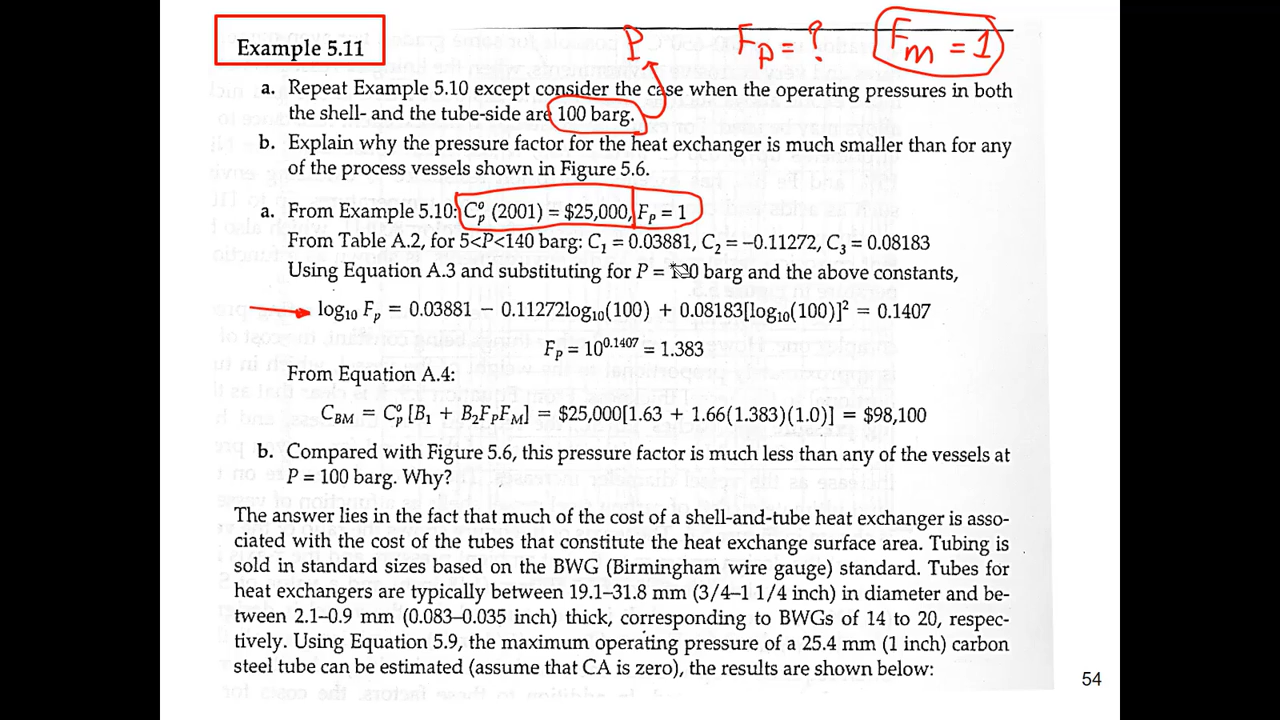 P F_p = ? F_m = 1
Example 5.11
a. Repeat Example 5.10 except consider the case when the operating pressures in both
the shell- and the tube-side are 100 barg.
b. Explain why the pressure factor for the heat exchanger is much smaller than for any
of the process vessels shown in Figure 5.6.
a. From Example 5.10: C°p (2001) = $25,000, Fp = 1
From Table A.2, for 5<P<140 barg: C1 = 0.03881, C2 = –0.11272, C3 = 0.08183
Using Equation A.3 and substituting for P = 100 barg and the above constants,
log10 Fp = 0.03881 − 0.11272log10(100) + 0.08183[log10(100)]² = 0.1407
Fp = 10^0.1407 = 1.383
From Equation A.4:
CBM = C°p [B1 + B2FPFM] = $25,000[1.63 + 1.66(1.383)(1.0)] = $98,100
b. Compared with Figure 5.6, this pressure factor is much less than any of the vessels at
P = 100 barg. Why?
The answer lies in the fact that much of the cost of a shell-and-tube heat exchanger is asso-
ciated with the cost of the tubes that constitute the heat exchange surface area. Tubing is
sold in standard sizes based on the BWG (Birmingham wire gauge) standard. Tubes for
heat exchangers are typically between 19.1–31.8 mm (3/4–1 1/4 inch) in diameter and be-
tween 2.1–0.9 mm (0.083–0.035 inch) thick, corresponding to BWGs of 14 to 20, respec-
tively. Using Equation 5.9, the maximum operating pressure of a 25.4 mm (1 inch) carbon
steel tube can be estimated (assume that CA is zero), the results are shown below:
54